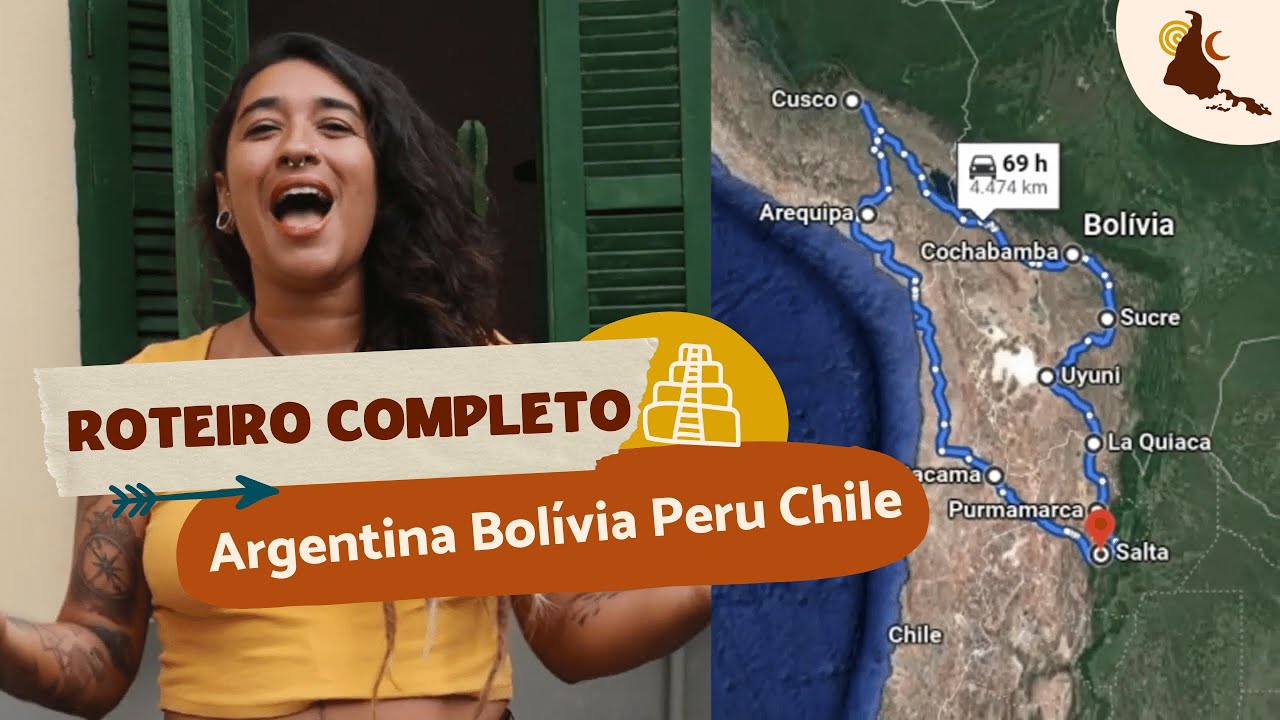 ROTEIRO COMPLETO
Argentina Bolívia Peru Chile
Cusco
69 h
4.474 km
Arequipa
Bolívia
Cochabamba
Sucre
Uyuni
La Quiaca
acama
Purmamarca
Salta
Chile